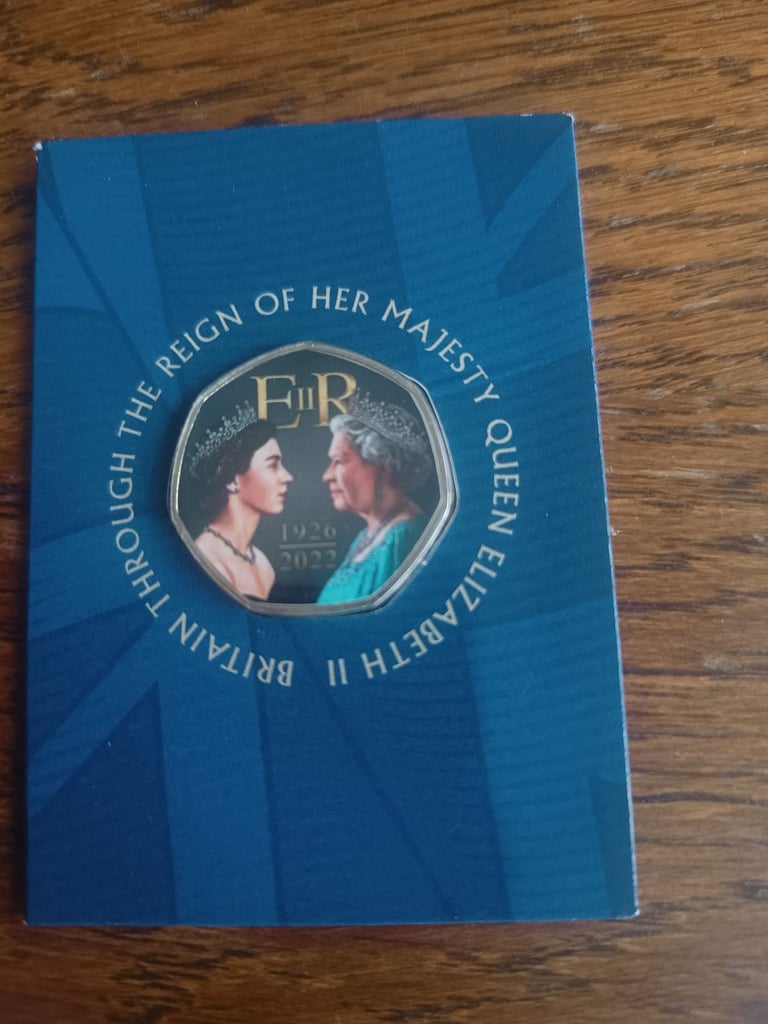 BRITAIN THROUGH THE REIGN OF HER MAJESTY QUEEN ELIZABETH II
EIIR
1926
2022